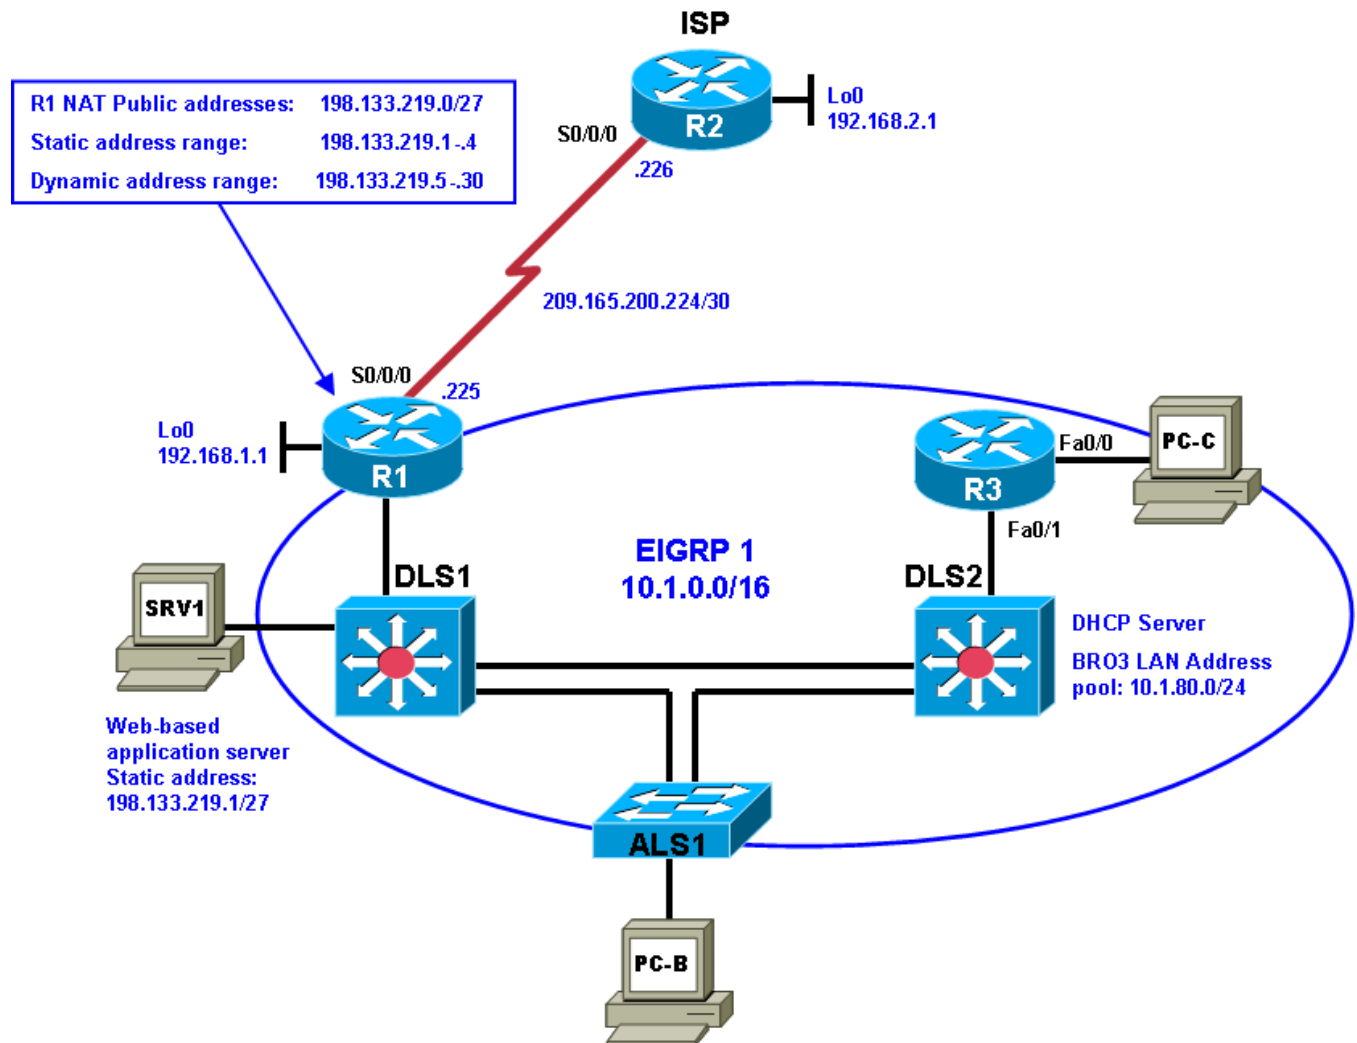 ISP
R1 NAT Public addresses: 198.133.219.0/27
Static address range: 198.133.219.1-.4
Dynamic address range: 198.133.219.5-.30
R2
Lo0
192.168.2.1
S0/0/0
.226
209.165.200.224/30
S0/0/0
.225
Lo0
192.168.1.1
R1
R3
Fa0/0
PC-C
Fa0/1
EIGRP 1
10.1.0.0/16
DLS1
DLS2
SRV1
DHCP Server
BRO3 LAN Address
pool: 10.1.80.0/24
Web-based
application server
Static address:
198.133.219.1/27
ALS1
PC-B